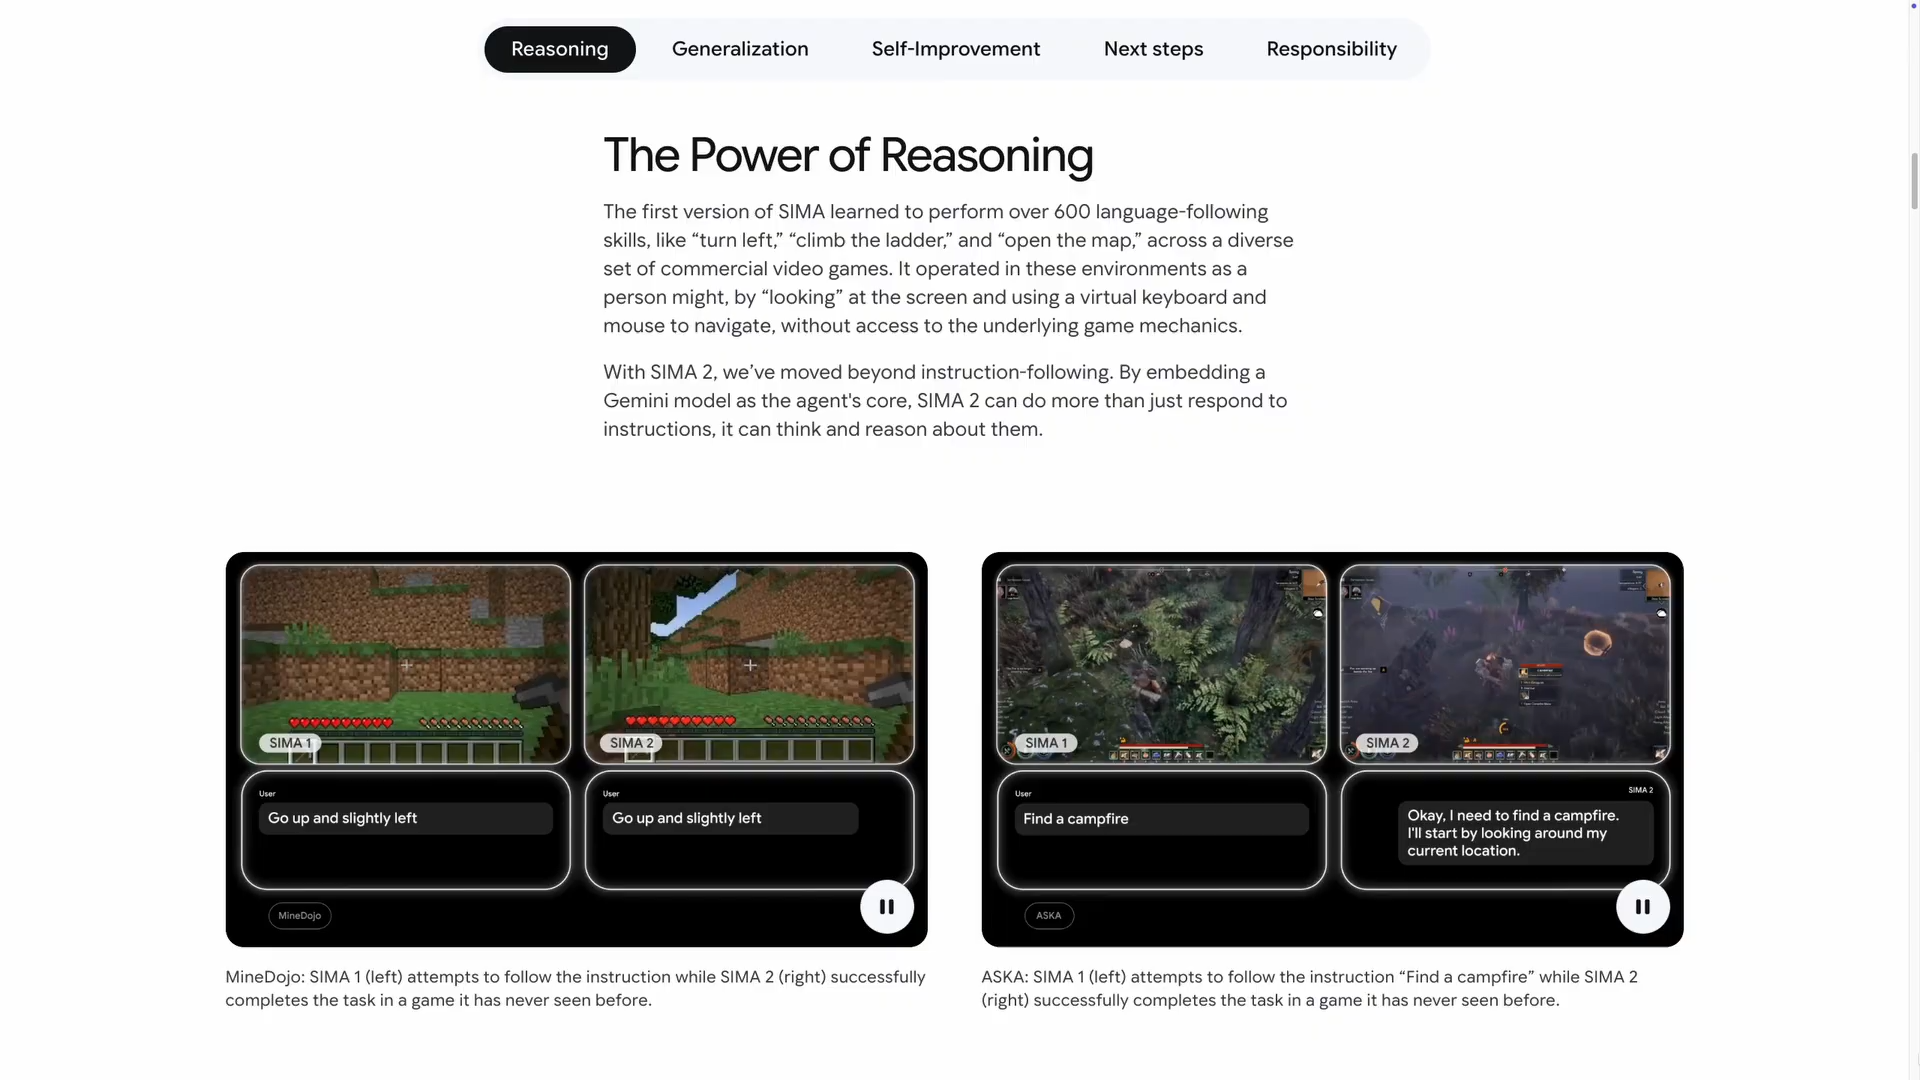 Reasoning
Generalization
Self-Improvement
Next steps
Responsibility
The Power of Reasoning
The first version of SIMA learned to perform over 600 language-following
skills, like “turn left,” “climb the ladder,” and “open the map,” across a diverse
set of commercial video games. It operated in these environments as a
person might, by “looking” at the screen and using a virtual keyboard and
mouse to navigate, without access to the underlying game mechanics.
With SIMA 2, we’ve moved beyond instruction-following. By embedding a
Gemini model as the agent's core, SIMA 2 can do more than just respond to
instructions, it can think and reason about them.
SIMA 1
SIMA 2
User
Go up and slightly left
User
Go up and slightly left
MineDojo
MineDojo: SIMA 1 (left) attempts to follow the instruction while SIMA 2 (right) successfully
completes the task in a game it has never seen before.
SIMA 1
SIMA 2
User
Find a campfire
SIMA 2
Okay, I need to find a campfire.
I'll start by looking around my
current location.
ASKA
ASKA: SIMA 1 (left) attempts to follow the instruction “Find a campfire” while SIMA 2
(right) successfully completes the task in a game it has never seen before.